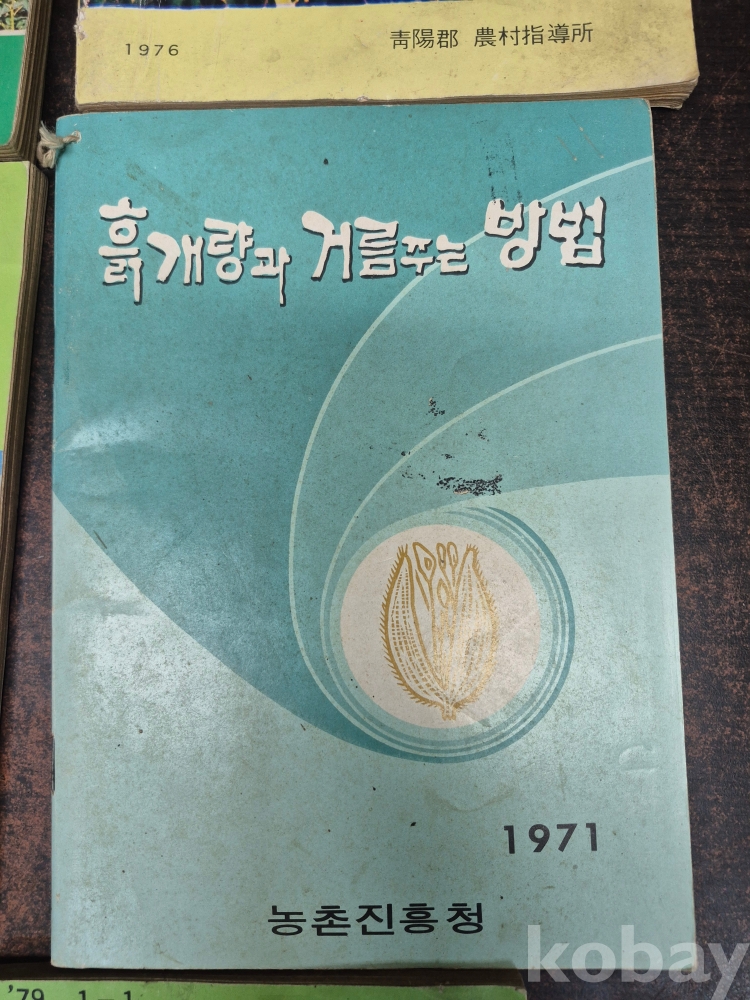 1976 靑陽郡 農村指導所
흙개량과 거름주는 방법
1971
농촌진흥청
'79 1-1
kobay